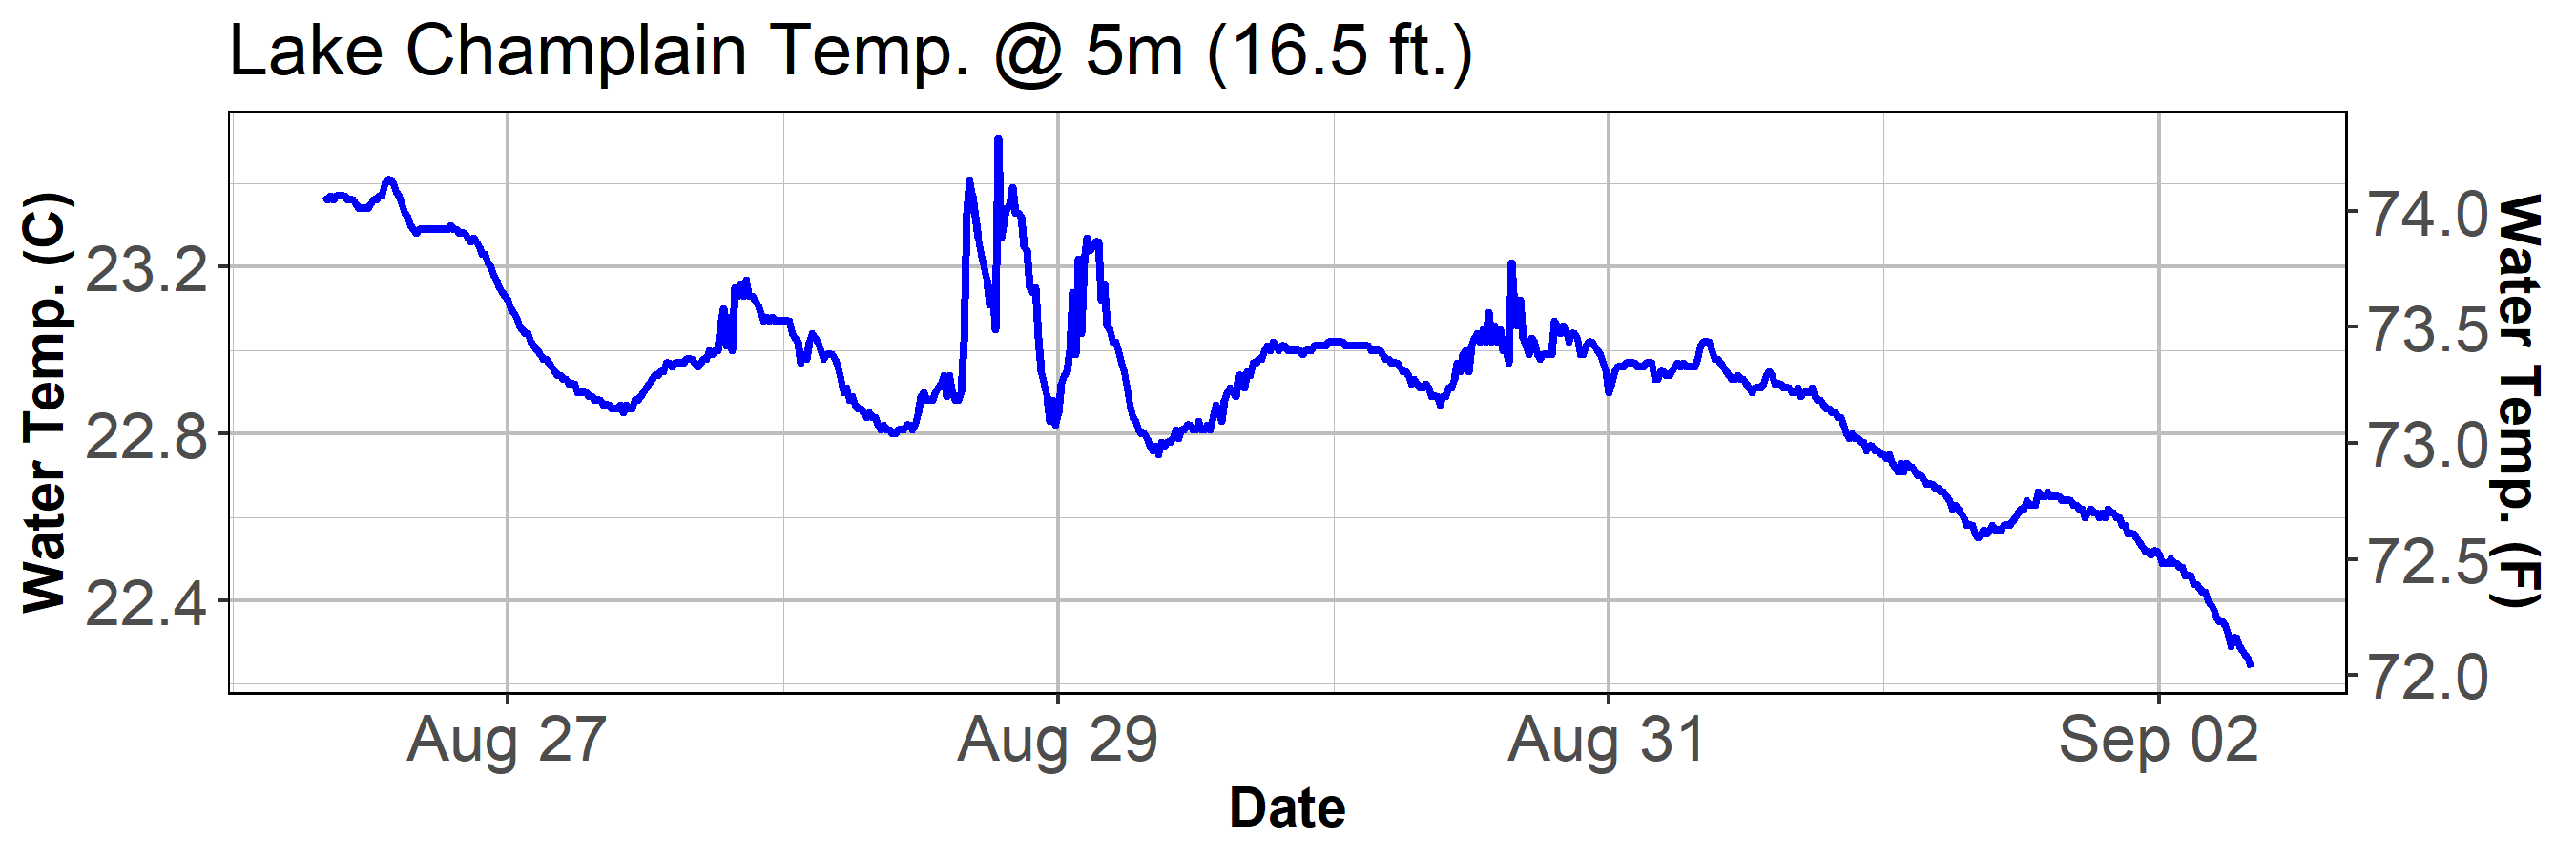 Lake Champlain Temp. @ 5m (16.5 ft.)
Water Temp. (C)
23.2
22.8
22.4
74.0
73.5
73.0
72.5
72.0
Water Temp. (F)
Aug 27
Aug 29
Aug 31
Sep 02
Date